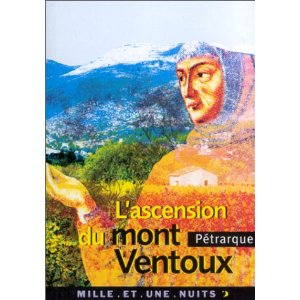 L'ascension
du mont
Pétrarque
Ventoux
MILLE.ET.UNE.NUITS